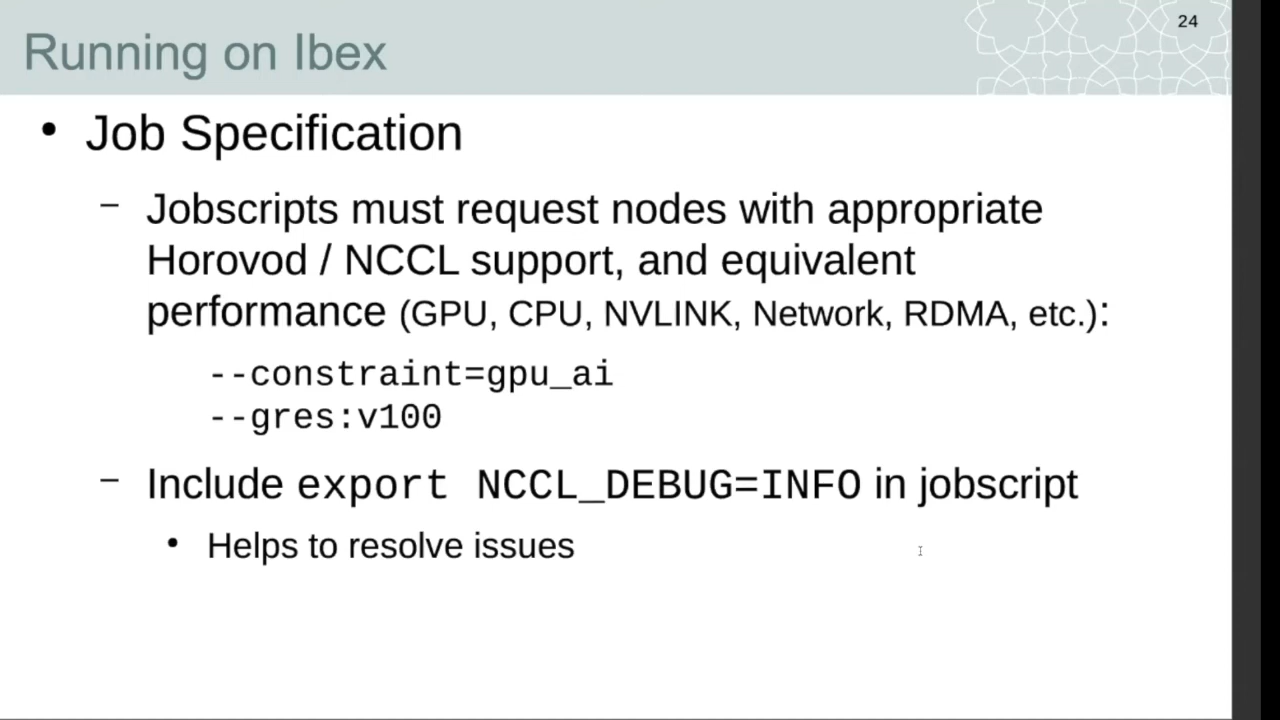 24
Running on Ibex
• Job Specification
– Jobscripts must request nodes with appropriate
Horovod / NCCL support, and equivalent
performance (GPU, CPU, NVLINK, Network, RDMA, etc.):
--constraint=gpu_ai
--gres:v100
– Include export NCCL_DEBUG=INFO in jobscript
• Helps to resolve issues